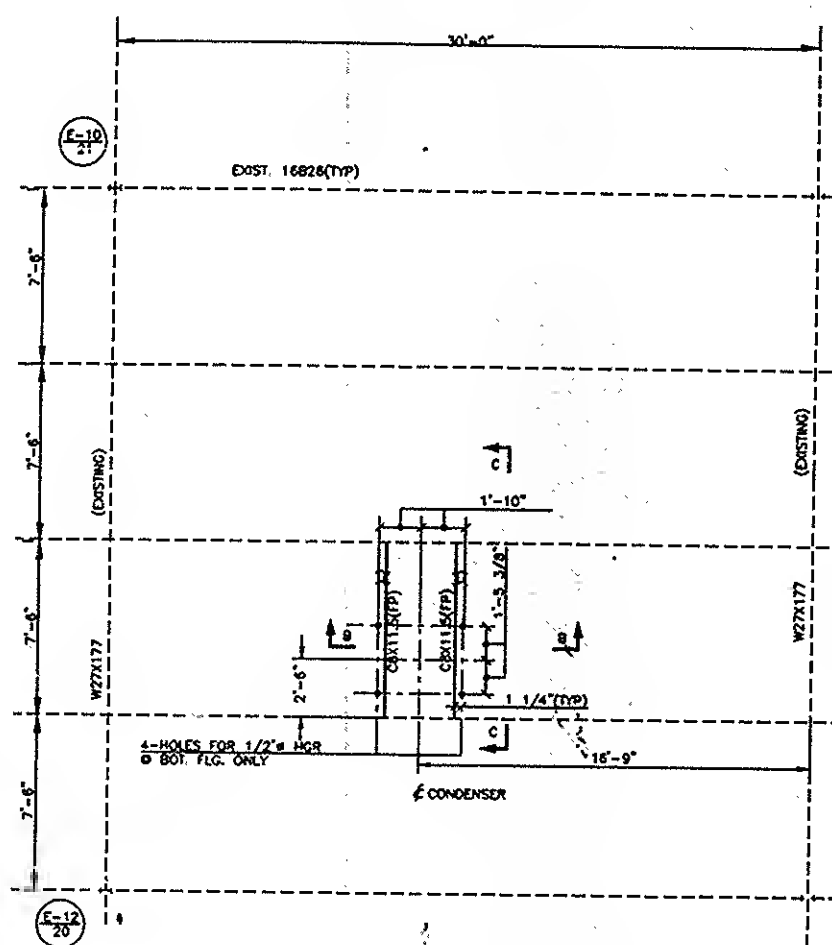 30'-0"
E-10
21
EXIST. 16B26(TYP)
7'-6"
7'-6"
(EXISTING)
(EXISTING)
C
1'-10"
7'-6"
C8X11.5(FP)
C8X11.5(FP)
1'-5 3/8"
B
B
W27X177
W27X177
2'-6"
1 1/4"(TYP)
4-HOLES FOR 1/2"ø HGR
@ BOT. FLG. ONLY
C
16'-9"
7'-6"
℄ CONDENSER
E-12
20